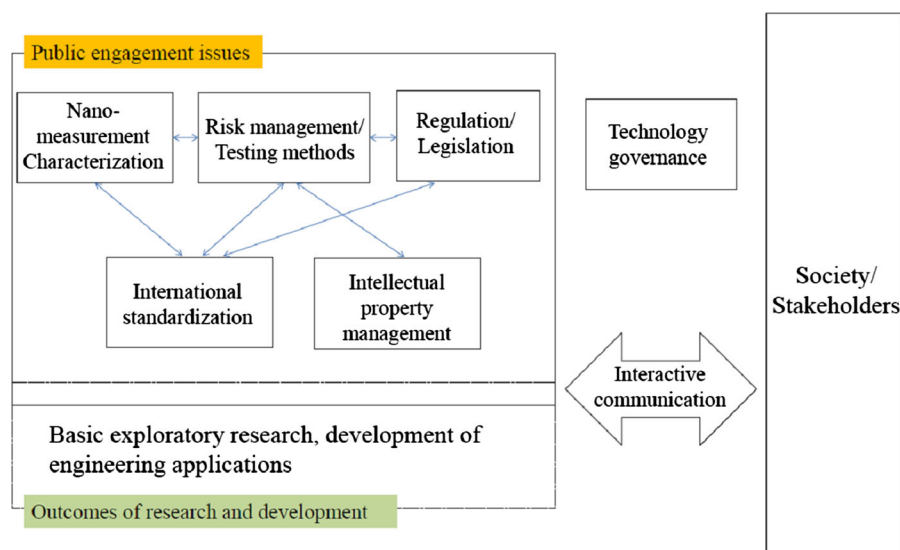 Public engagement issues
Nano-
measurement
Characterization
Risk management/
Testing methods
Regulation/
Legislation
Technology
governance
International
standardization
Intellectual
property
management
Society/
Stakeholders
Interactive
communication
Basic exploratory research, development of
engineering applications
Outcomes of research and development